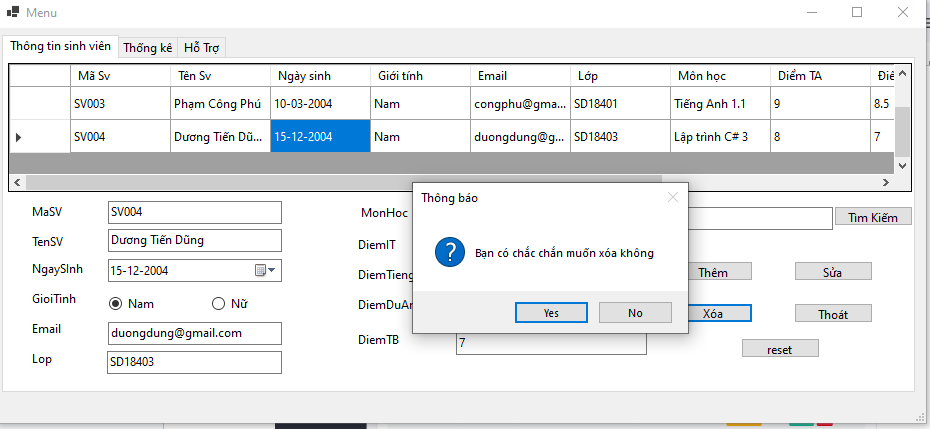 Menu
Thông tin sinh viên Thống kê Hỗ Trợ
Mã Sv Tên Sv Ngày sinh Giới tính Email Lớp Môn học Điểm TA
SV003 Phạm Công Phú 10-03-2004 Nam congphu@gma... SD18401 Tiếng Anh 1.1 9 8.5
SV004 Dương Tiến Dũ... 15-12-2004 Nam duongdung@g... SD18403 Lập trình C# 3 8 7
Thông báo
Bạn có chắc chắn muốn xóa không
Yes No
MaSV SV004 MonHoc Tìm Kiếm
TenSV Dương Tiến Dũng DiemIT
NgaySInh 15-12-2004 Thêm Sửa
GioiTinh Nam Nữ Xóa Thoát
Email duongdung@gmail.com DiemTB 7 reset
Lop SD18403